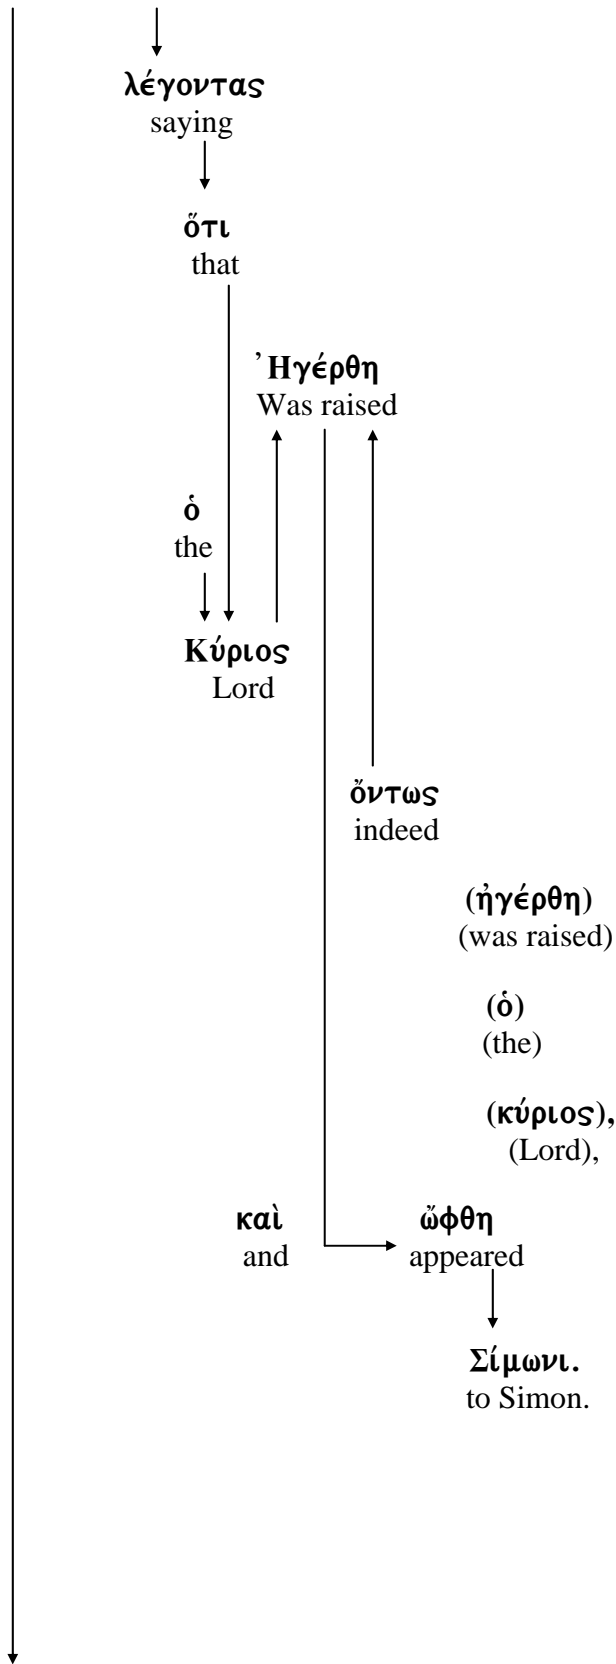 λέγοντας
saying
ὅτι
that
Ἠγέρθη
Was raised
ὁ
the
Κύριος
Lord
ὄντως
indeed
(ἠγέρθη)
(was raised)
(ὁ)
(the)
(κύριος),
(Lord),
καὶ ὤφθη
and appeared
Σίμωνι.
to Simon.